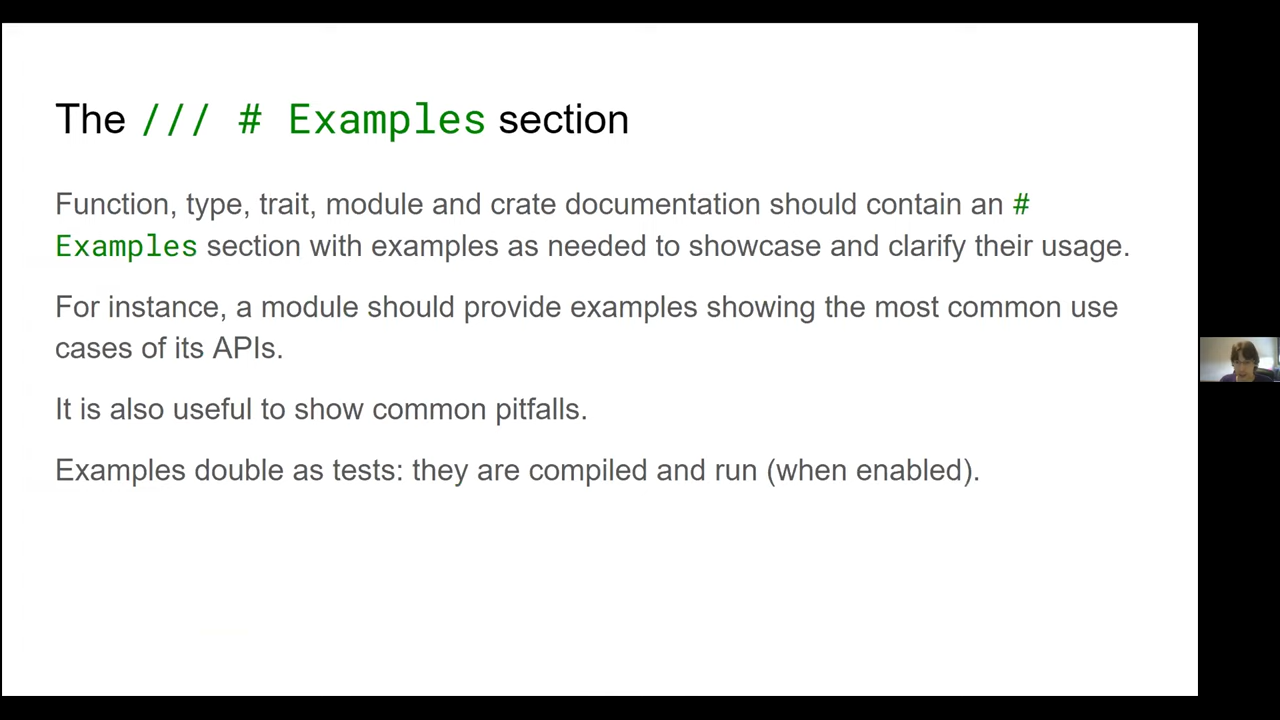 The /// # Examples section
Function, type, trait, module and crate documentation should contain an #
Examples section with examples as needed to showcase and clarify their usage.
For instance, a module should provide examples showing the most common use
cases of its APIs.
It is also useful to show common pitfalls.
Examples double as tests: they are compiled and run (when enabled).